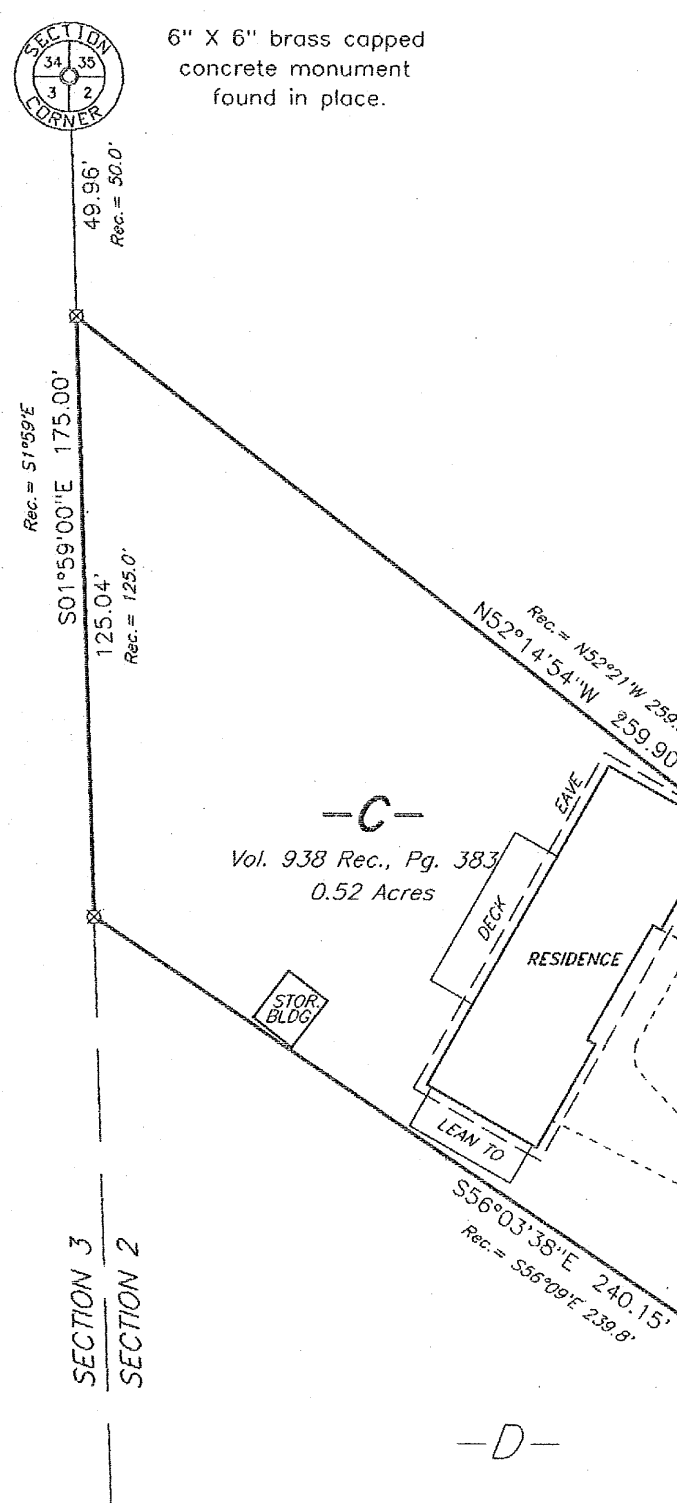 SECTION
34 35
3 2
CORNER
6" X 6" brass capped
concrete monument
found in place.
49.96'
Rec.= 50.0'
Rec.= S1°59'E
S01°59'00"E 175.00'
125.04'
Rec.= 125.0'
Rec.= N52°21'W 259.
N52°14'54"W 259.90
—C—
Vol. 938 Rec., Pg. 383
0.52 Acres
EAVE
DECK
RESIDENCE
STOR.
BLDG
LEAN TO
S56°03'38"E 240.15'
Rec.= S56°09'E 239.8'
SECTION 3
SECTION 2
—D—